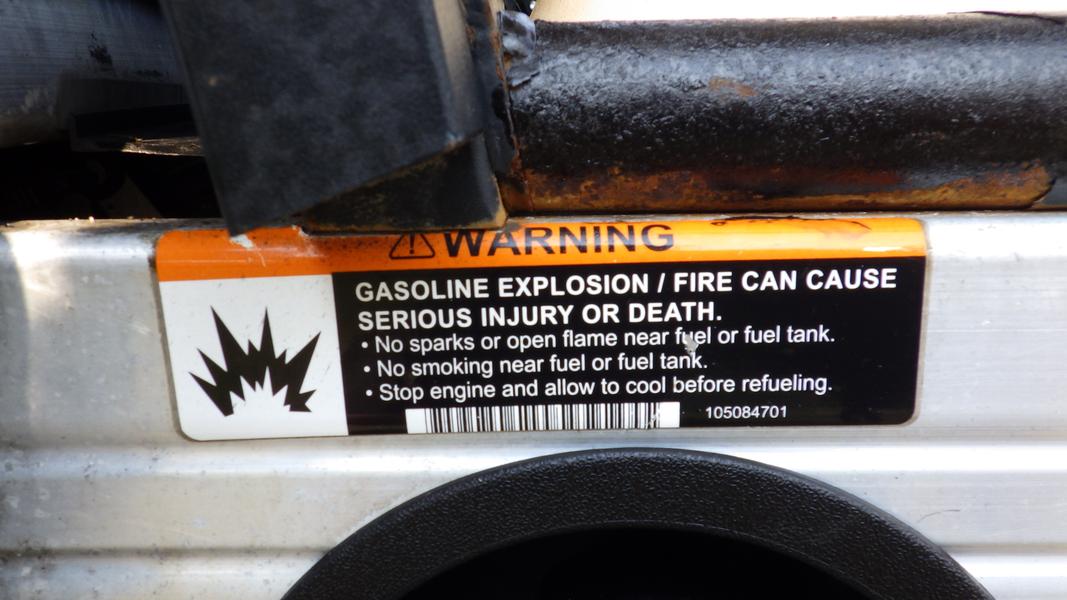 WARNING
GASOLINE EXPLOSION / FIRE CAN CAUSE
SERIOUS INJURY OR DEATH.
• No sparks or open flame near fuel or fuel tank.
• No smoking near fuel or fuel tank.
• Stop engine and allow to cool before refueling.
105084701